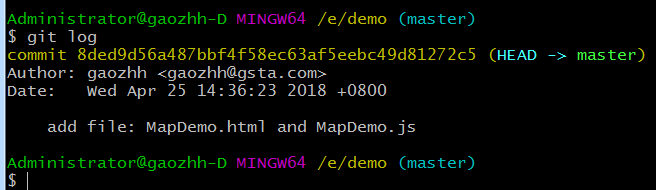 Administrator@gaozhh-D MINGW64 /e/demo (master)
$ git log
commit 8ded9d56a487bbf4f58ec63af5eebc49d81272c5 (HEAD -> master)
Author: gaozhh <gaozhh@gsta.com>
Date:   Wed Apr 25 14:36:23 2018 +0800
    add file: MapDemo.html and MapDemo.js
Administrator@gaozhh-D MINGW64 /e/demo (master)
$